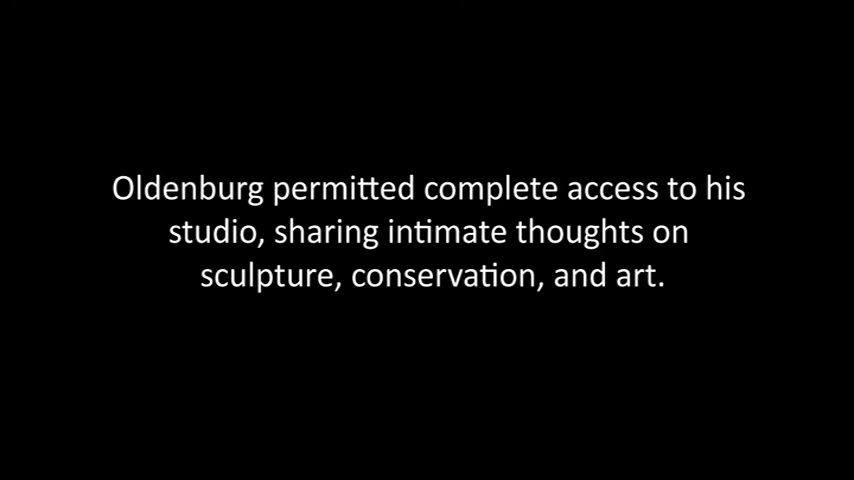 Oldenburg permitted complete access to his
studio, sharing intimate thoughts on
sculpture, conservation, and art.